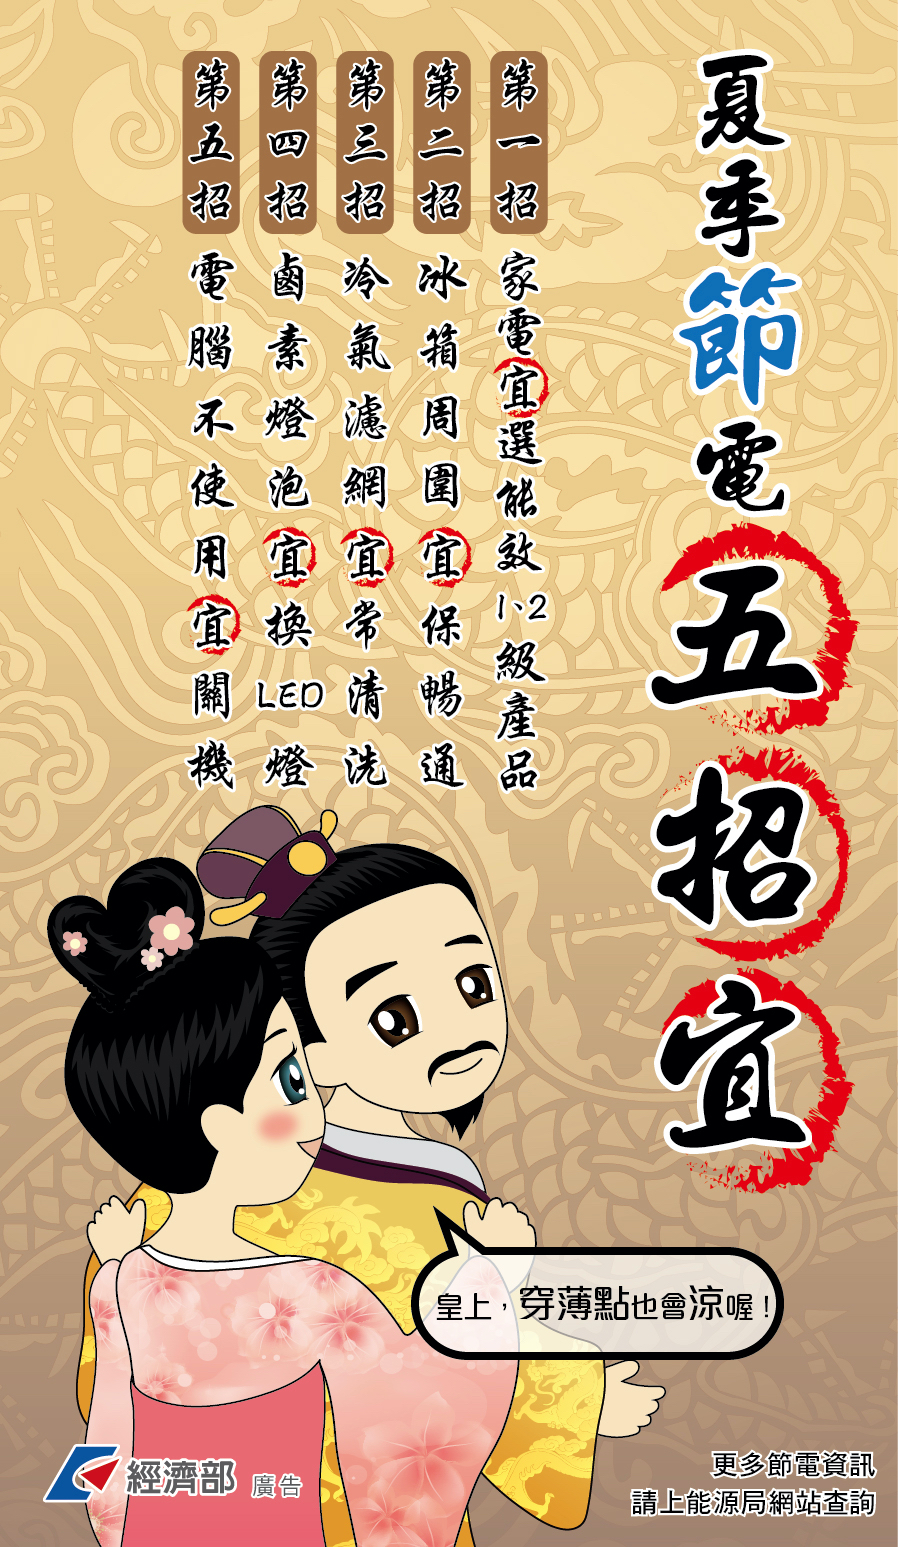 夏季節電五招宜
第一招 家電宜選能效1、2級產品
第二招 冰箱周圍宜保暢通
第三招 冷氣濾網宜常清洗
第四招 鹵素燈泡宜換LED燈
第五招 電腦不使用宜關機
皇上，穿薄點也會涼喔！
經濟部 廣告
更多節電資訊
請上能源局網站查詢